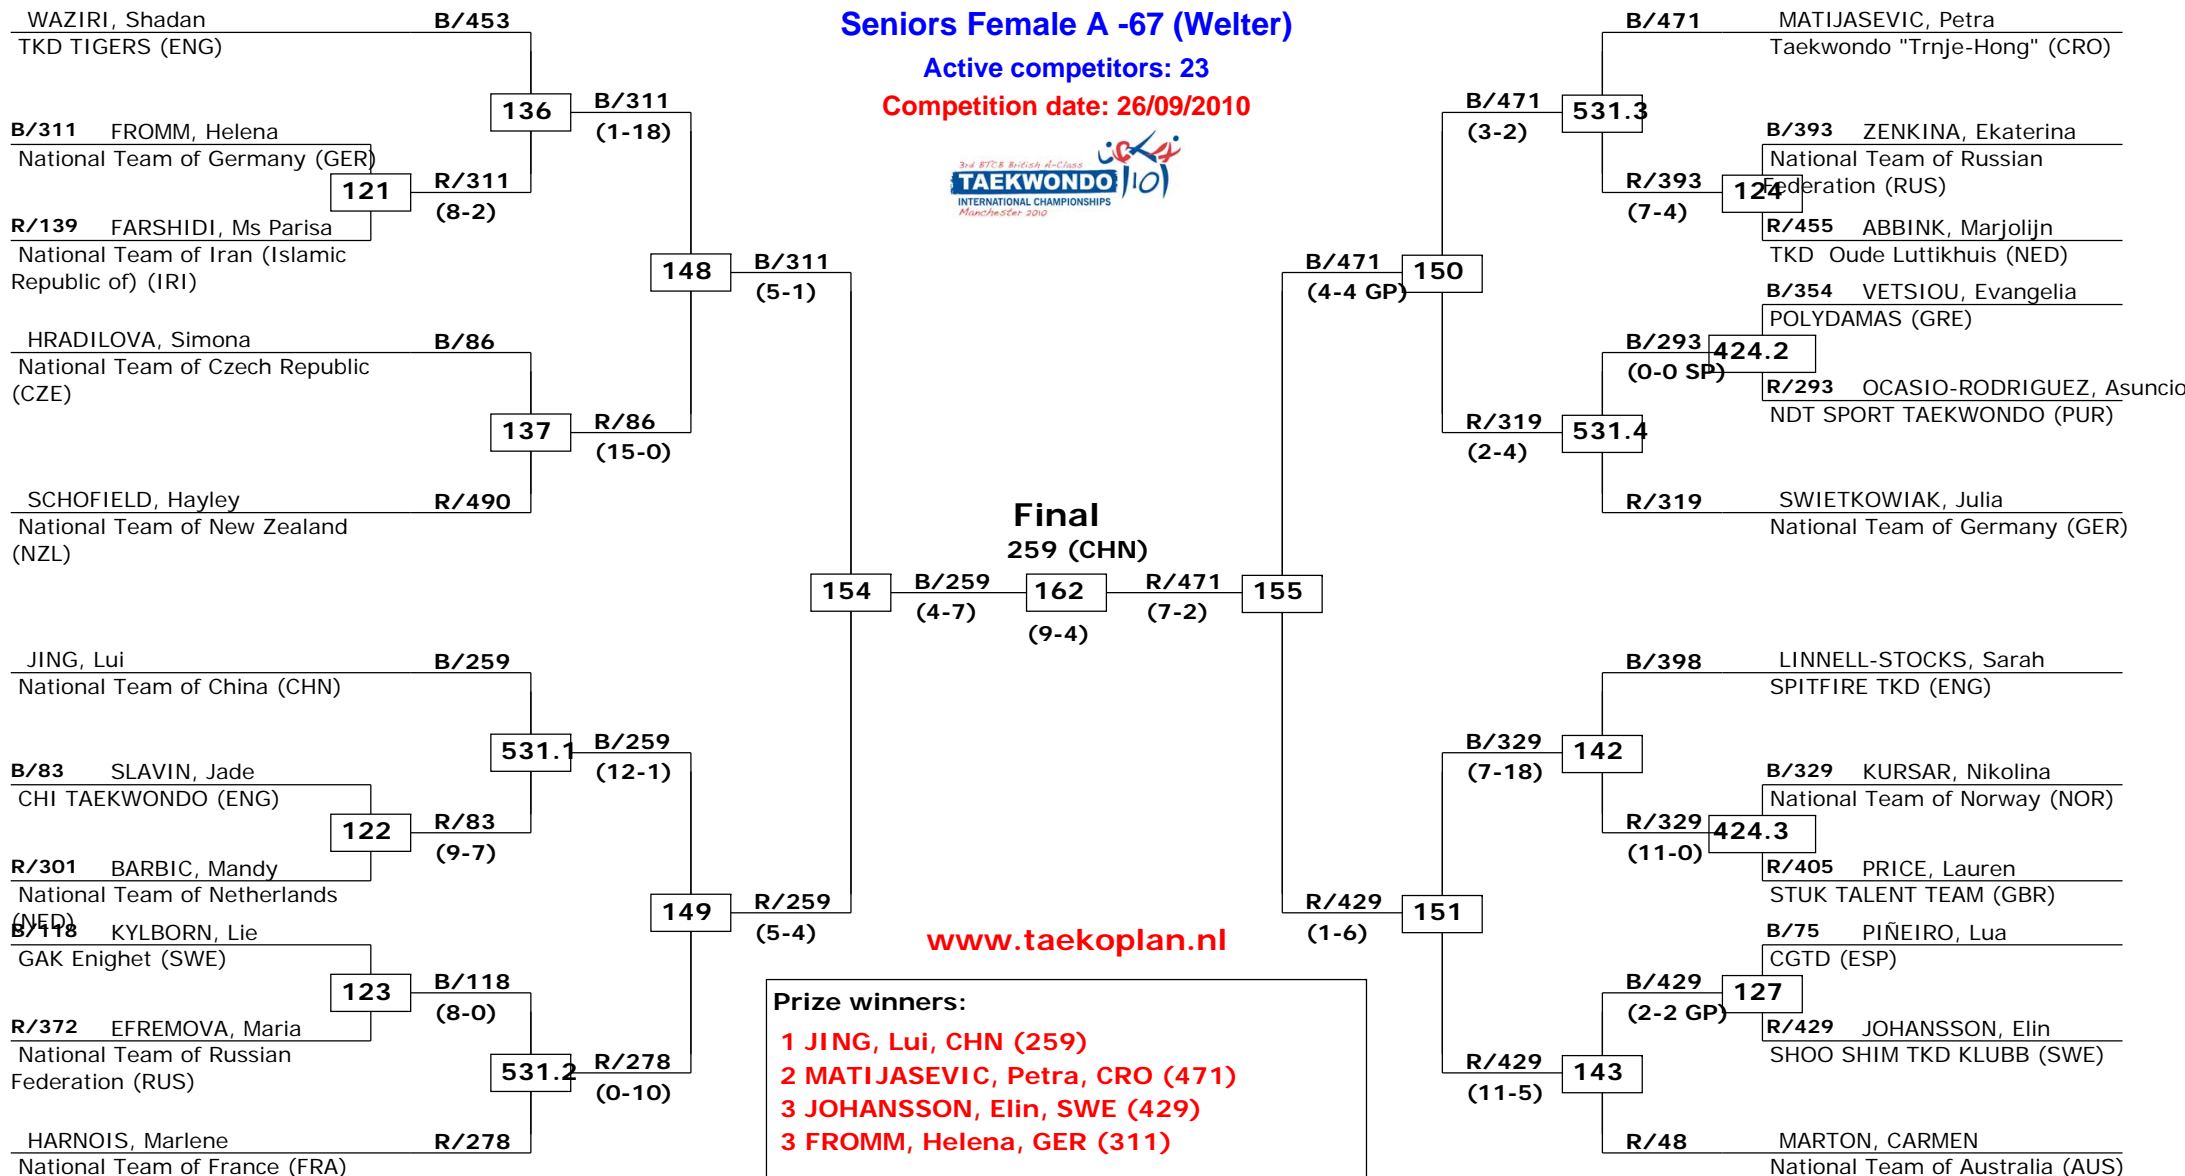 Seniors Female A -67 (Welter)
Active competitors: 23
Competition date: 26/09/2010
3rd BTCB British A-Class
TAEKWONDO 10
INTERNATIONAL CHAMPIONSHIPS
Manchester 2010
WAZIRI, Shadan B/453
TKD TIGERS (ENG)
136
B/311
(1-18)
B/311 FROMM, Helena
National Team of Germany (GER)
121
R/311
(8-2)
R/139 FARSHIDI, Ms Parisa
National Team of Iran (Islamic
Republic of) (IRI)
148
B/311
(5-1)
HRADILOVA, Simona B/86
National Team of Czech Republic
(CZE)
137
R/86
(15-0)
SCHOFIELD, Hayley R/490
National Team of New Zealand
(NZL)
154
B/259
(4-7)
JING, Lui B/259
National Team of China (CHN)
531.1
B/259
(12-1)
B/83 SLAVIN, Jade
CHI TAEKWONDO (ENG)
122
R/83
(9-7)
R/301 BARBIC, Mandy
National Team of Netherlands
(NED)
149
R/259
(5-4)
B/118 KYLBORN, Lie
GAK Enighet (SWE)
123
B/118
(8-0)
R/372 EFREMOVA, Maria
National Team of Russian
Federation (RUS)
531.2
R/278
(0-10)
HARNOIS, Marlene R/278
National Team of France (FRA)
Final
259 (CHN)
162
(9-4)
R/471
(7-2)
155
B/471 MATIJASEVIC, Petra
Taekwondo "Trnje-Hong" (CRO)
B/471
(3-2)
531.3
B/393 ZENKINA, Ekaterina
National Team of Russian
Federation (RUS)
R/393
(7-4)
124
R/455 ABBINK, Marjolijn
TKD Oude Luttikhuis (NED)
B/471
(4-4 GP)
150
B/354 VETSIOU, Evangelia
POLYDAMAS (GRE)
B/293
(0-0 SP)
424.2
R/293 OCASIO-RODRIGUEZ, Asuncio
NDT SPORT TAEKWONDO (PUR)
R/319
(2-4)
531.4
R/319 SWIETKOWIAK, Julia
National Team of Germany (GER)
B/398 LINNELL-STOCKS, Sarah
SPITFIRE TKD (ENG)
B/329
(7-18)
142
B/329 KURSAR, Nikolina
National Team of Norway (NOR)
R/329
(11-0)
424.3
R/405 PRICE, Lauren
STUK TALENT TEAM (GBR)
R/429
(1-6)
151
B/75 PIÑEIRO, Lua
CGTD (ESP)
B/429
(2-2 GP)
127
R/429 JOHANSSON, Elin
SHOO SHIM TKD KLUBB (SWE)
R/429
(11-5)
143
R/48 MARTON, CARMEN
National Team of Australia (AUS)
www.taekoplan.nl
Prize winners:
1 JING, Lui, CHN (259)
2 MATIJASEVIC, Petra, CRO (471)
3 JOHANSSON, Elin, SWE (429)
3 FROMM, Helena, GER (311)